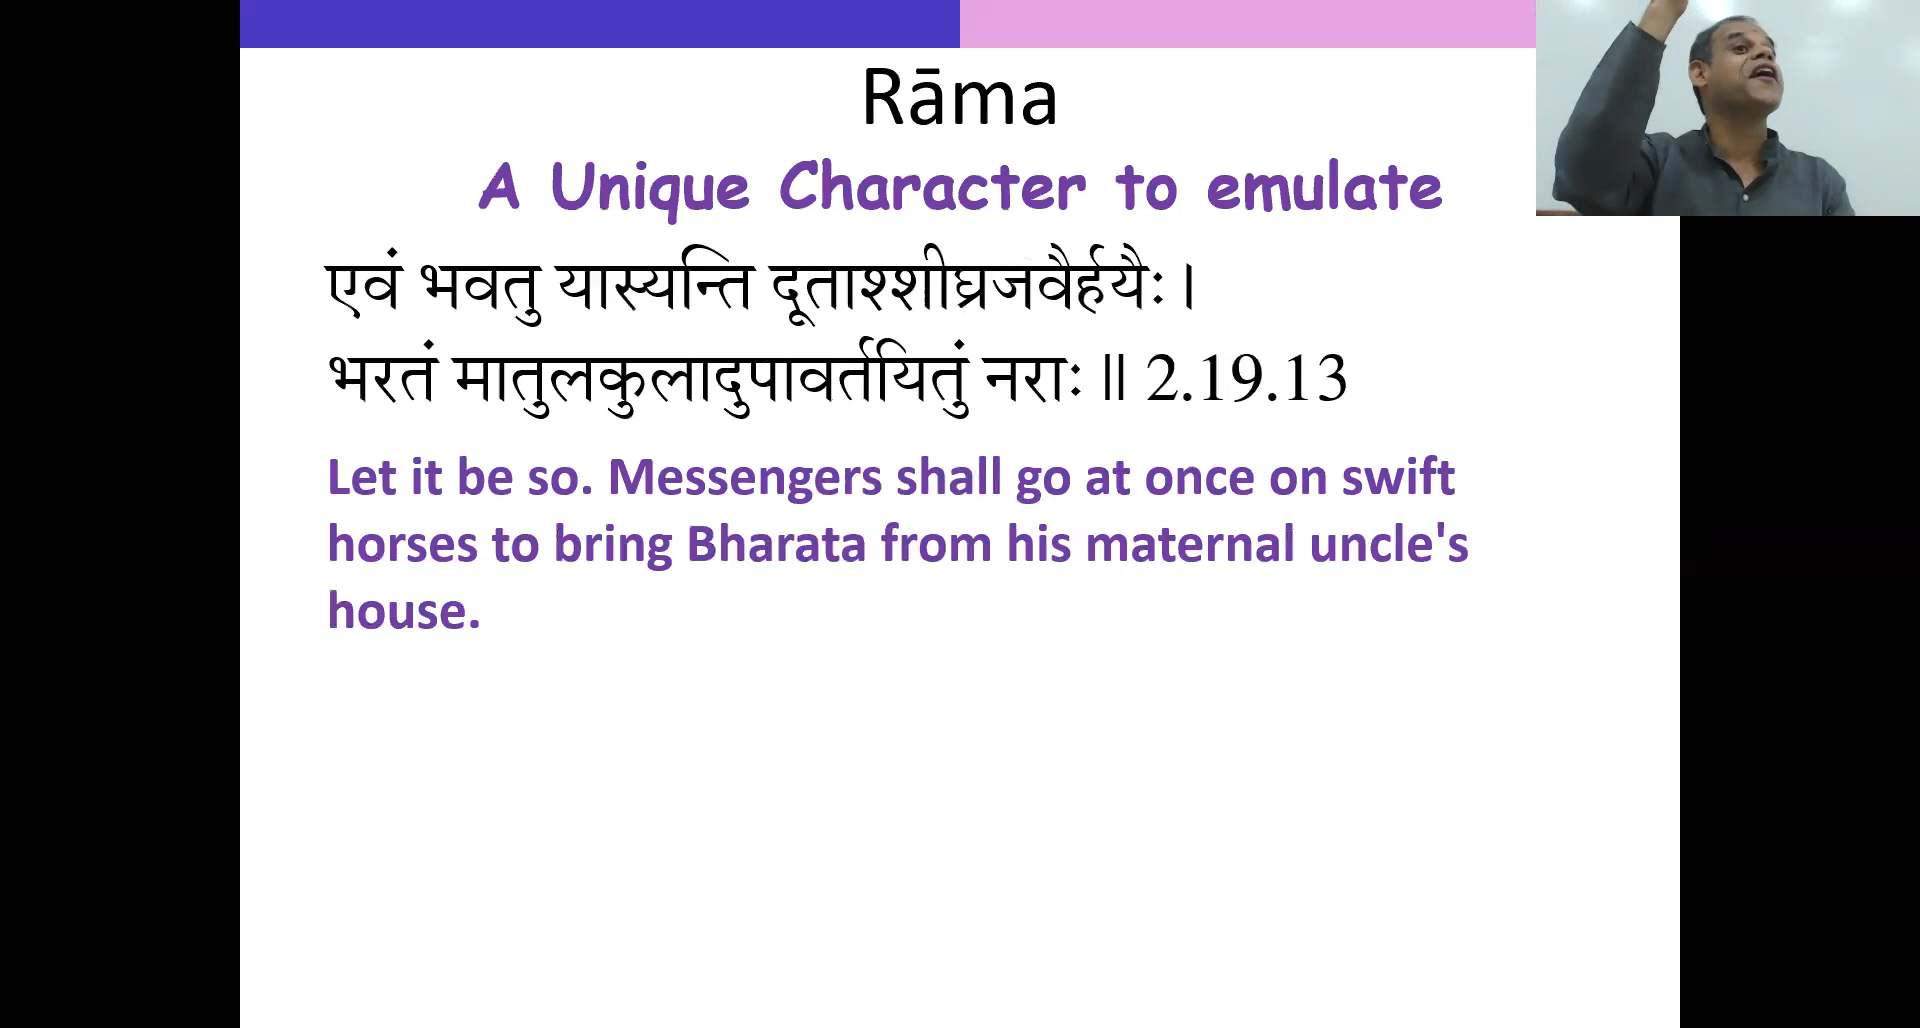 Rāma
A Unique Character to emulate
एवं भवतु यास्यन्ति दूताश्शीघ्रजवैर्हयैः ।
भरतं मातुलकुलादुपावर्तयितुं नराः ॥ 2.19.13
Let it be so. Messengers shall go at once on swift
horses to bring Bharata from his maternal uncle's
house.